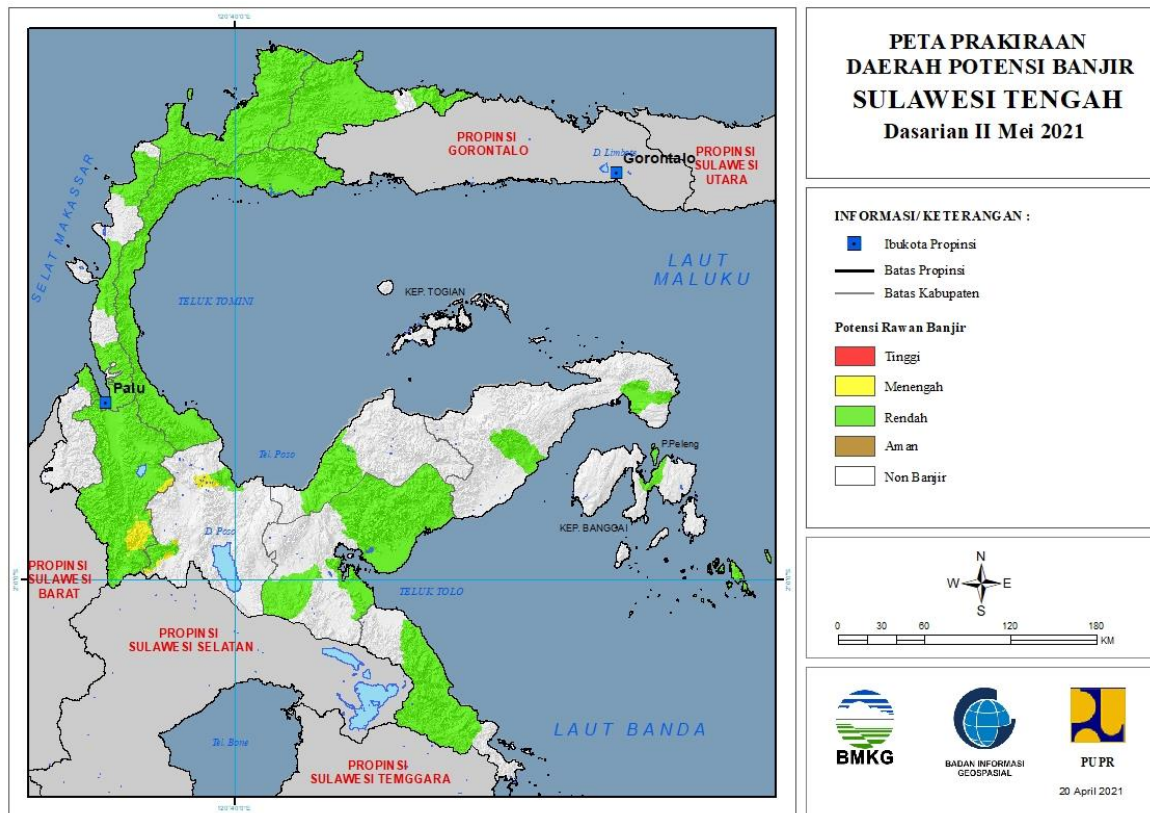 PETA PRAKIRAAN
DAERAH POTENSI BANJIR
SULAWESI TENGAH
Dasarian II Mei 2021
INFORMASI/ KETERANGAN :
Ibukota Propinsi
Batas Propinsi
Batas Kabupaten
Potensi Rawan Banjir
Tinggi
Menengah
Rendah
Aman
Non Banjir
N
W
E
S
0
30
60
120
180
KM
BMKG
BADAN INFORMASI
GEOSPASIAL
PUPR
20 April 2021
PROPINSI
GORONTALO
D. Limboto
Gorontalo
PROPINSI
SULAWESI
UTARA
SELAT MAKASSAR
LAUT
MALUKU
TELUK TOMINI
KEP. TOGIAN
Palu
Tel. Poso
P.Peleng
D. Poso
KEP. BANGGAI
PROPINSI
SULAWESI
BARAT
TELUK TOLO
PROPINSI
SULAWESI SELATAN
LAUT BANDA
Tel. Bone
PROPINSI
SULAWESI TEMGGARA